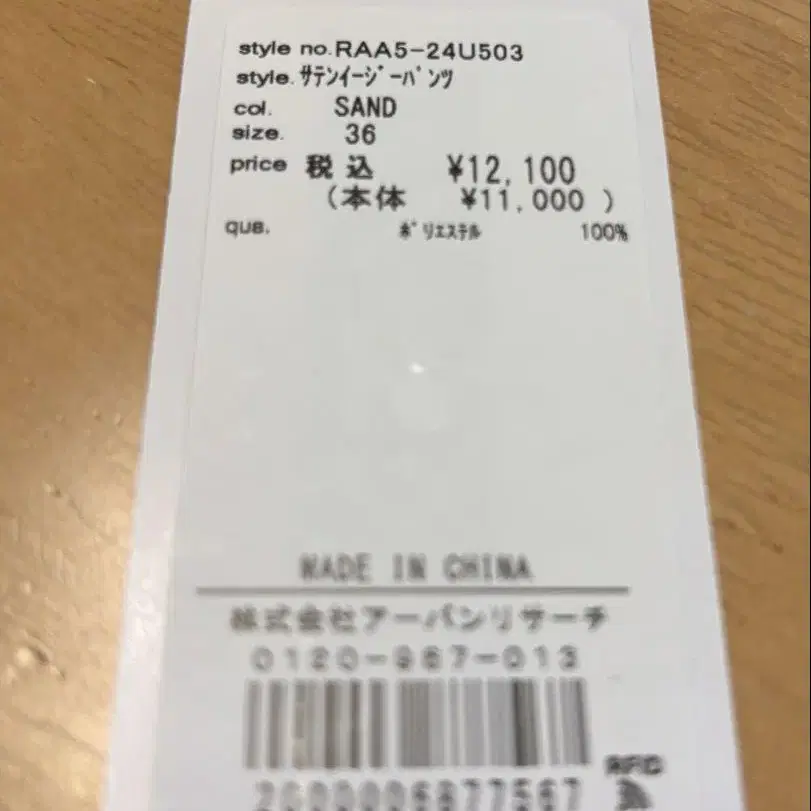 style no.RAA5-24U503
style. ｻﾃﾝｲｰｼﾞｰﾊﾟﾝﾂ
col. SAND
size. 36
price 税込 ¥12,100
(本体 ¥11,000 )
qua. ﾎﾟﾘｴｽﾃﾙ 100%
MADE IN CHINA
株式会社アーバンリサーチ
0120-967-013
2000006877567
RFID